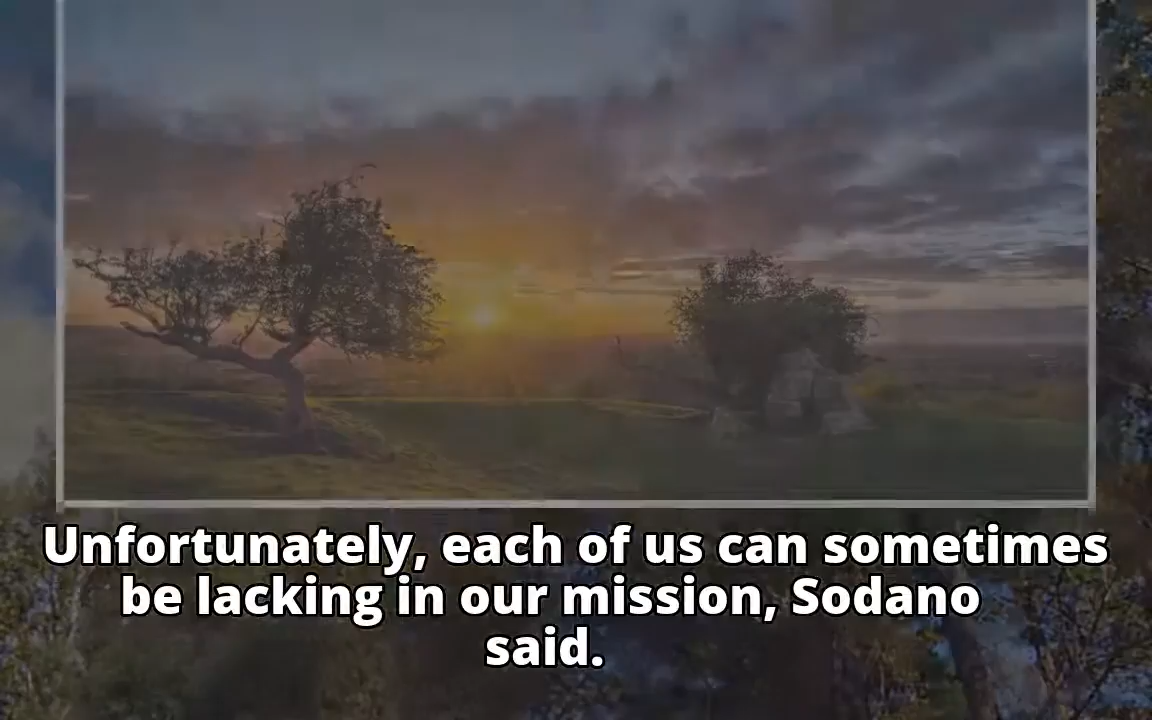 Unfortunately, each of us can sometimes
be lacking in our mission, Sodano
said.